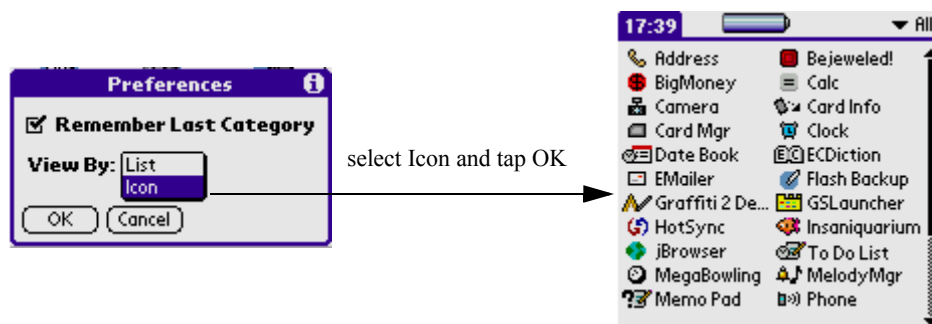 Preferences
Remember Last Category
View By: List
Icon
OK Cancel
select Icon and tap OK
17:39 All
Address Bejeweled!
BigMoney Calc
Camera Card Info
Card Mgr Clock
Date Book ECDiction
EMailer Flash Backup
Graffiti 2 De... GSLauncher
HotSync Insaniquarium
jBrowser To Do List
MegaBowling MelodyMgr
Memo Pad Phone